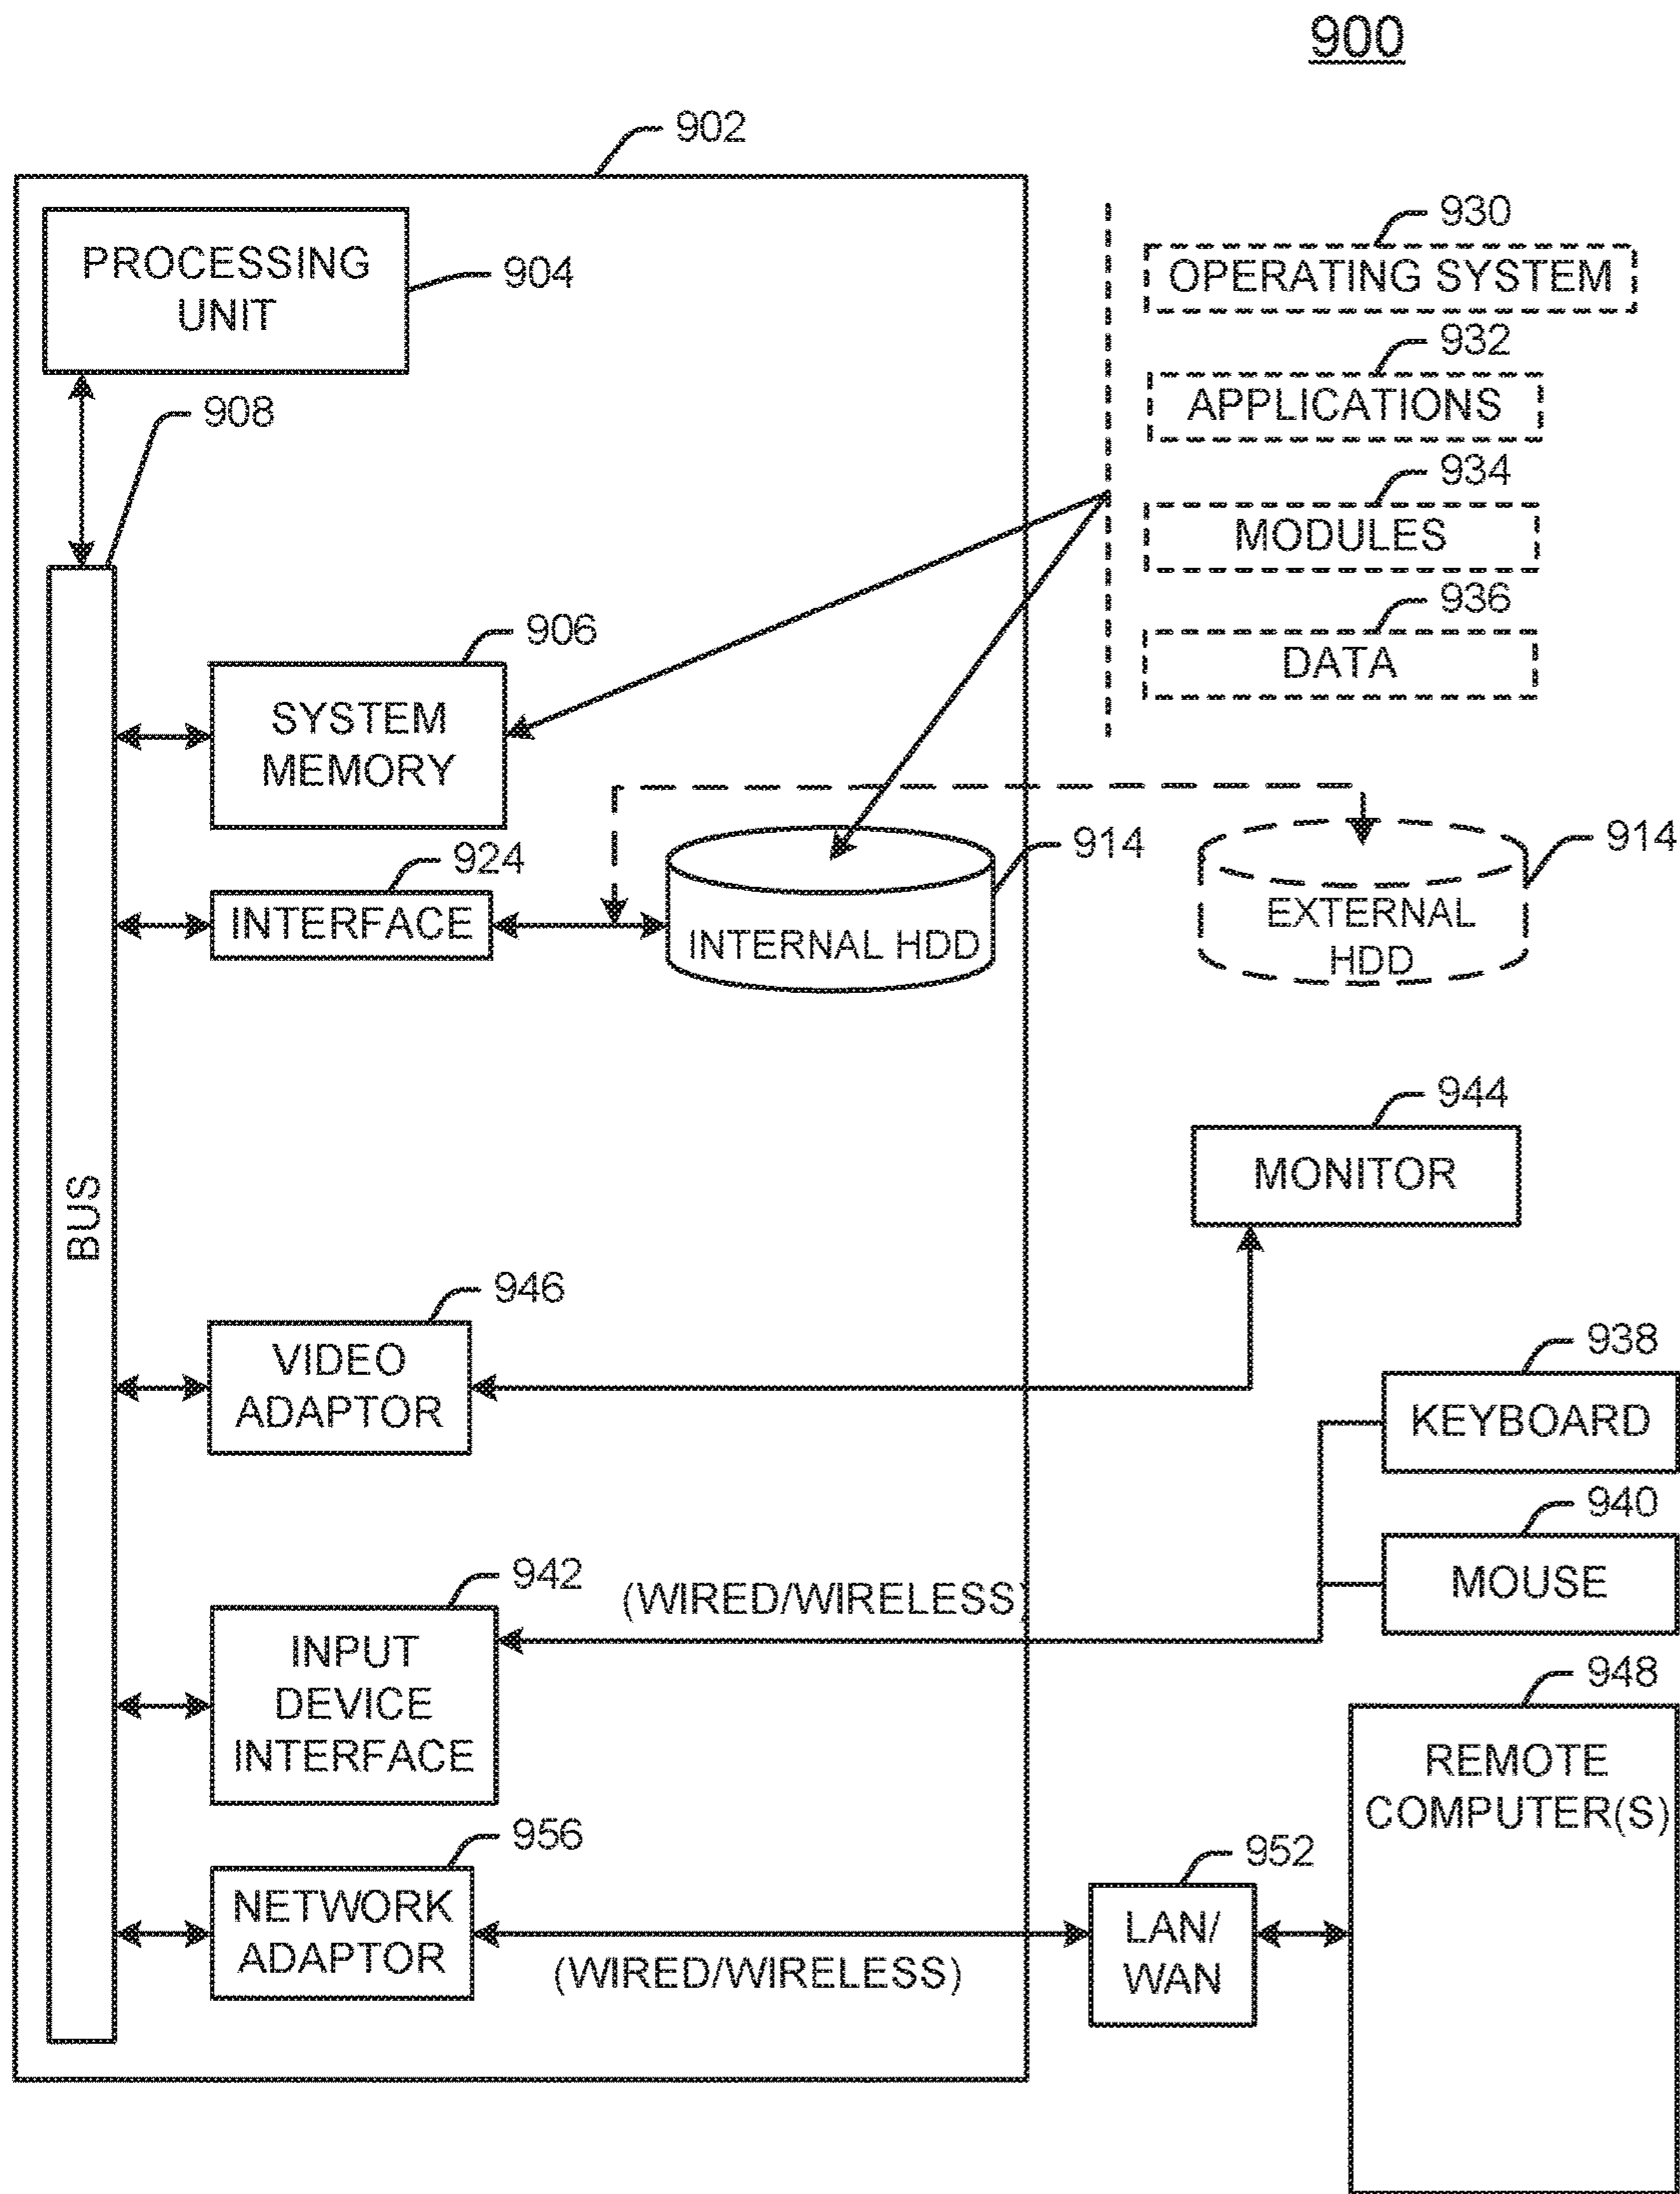 900
902
PROCESSING
UNIT
904
908
930
OPERATING SYSTEM
932
APPLICATIONS
934
MODULES
936
DATA
906
SYSTEM
MEMORY
924
INTERFACE
914
INTERNAL HDD
914
EXTERNAL
HDD
BUS
944
MONITOR
946
VIDEO
ADAPTOR
938
KEYBOARD
940
MOUSE
942
INPUT
DEVICE
INTERFACE
(WIRED/WIRELESS)
948
REMOTE
COMPUTER(S)
956
NETWORK
ADAPTOR
(WIRED/WIRELESS)
952
LAN/
WAN